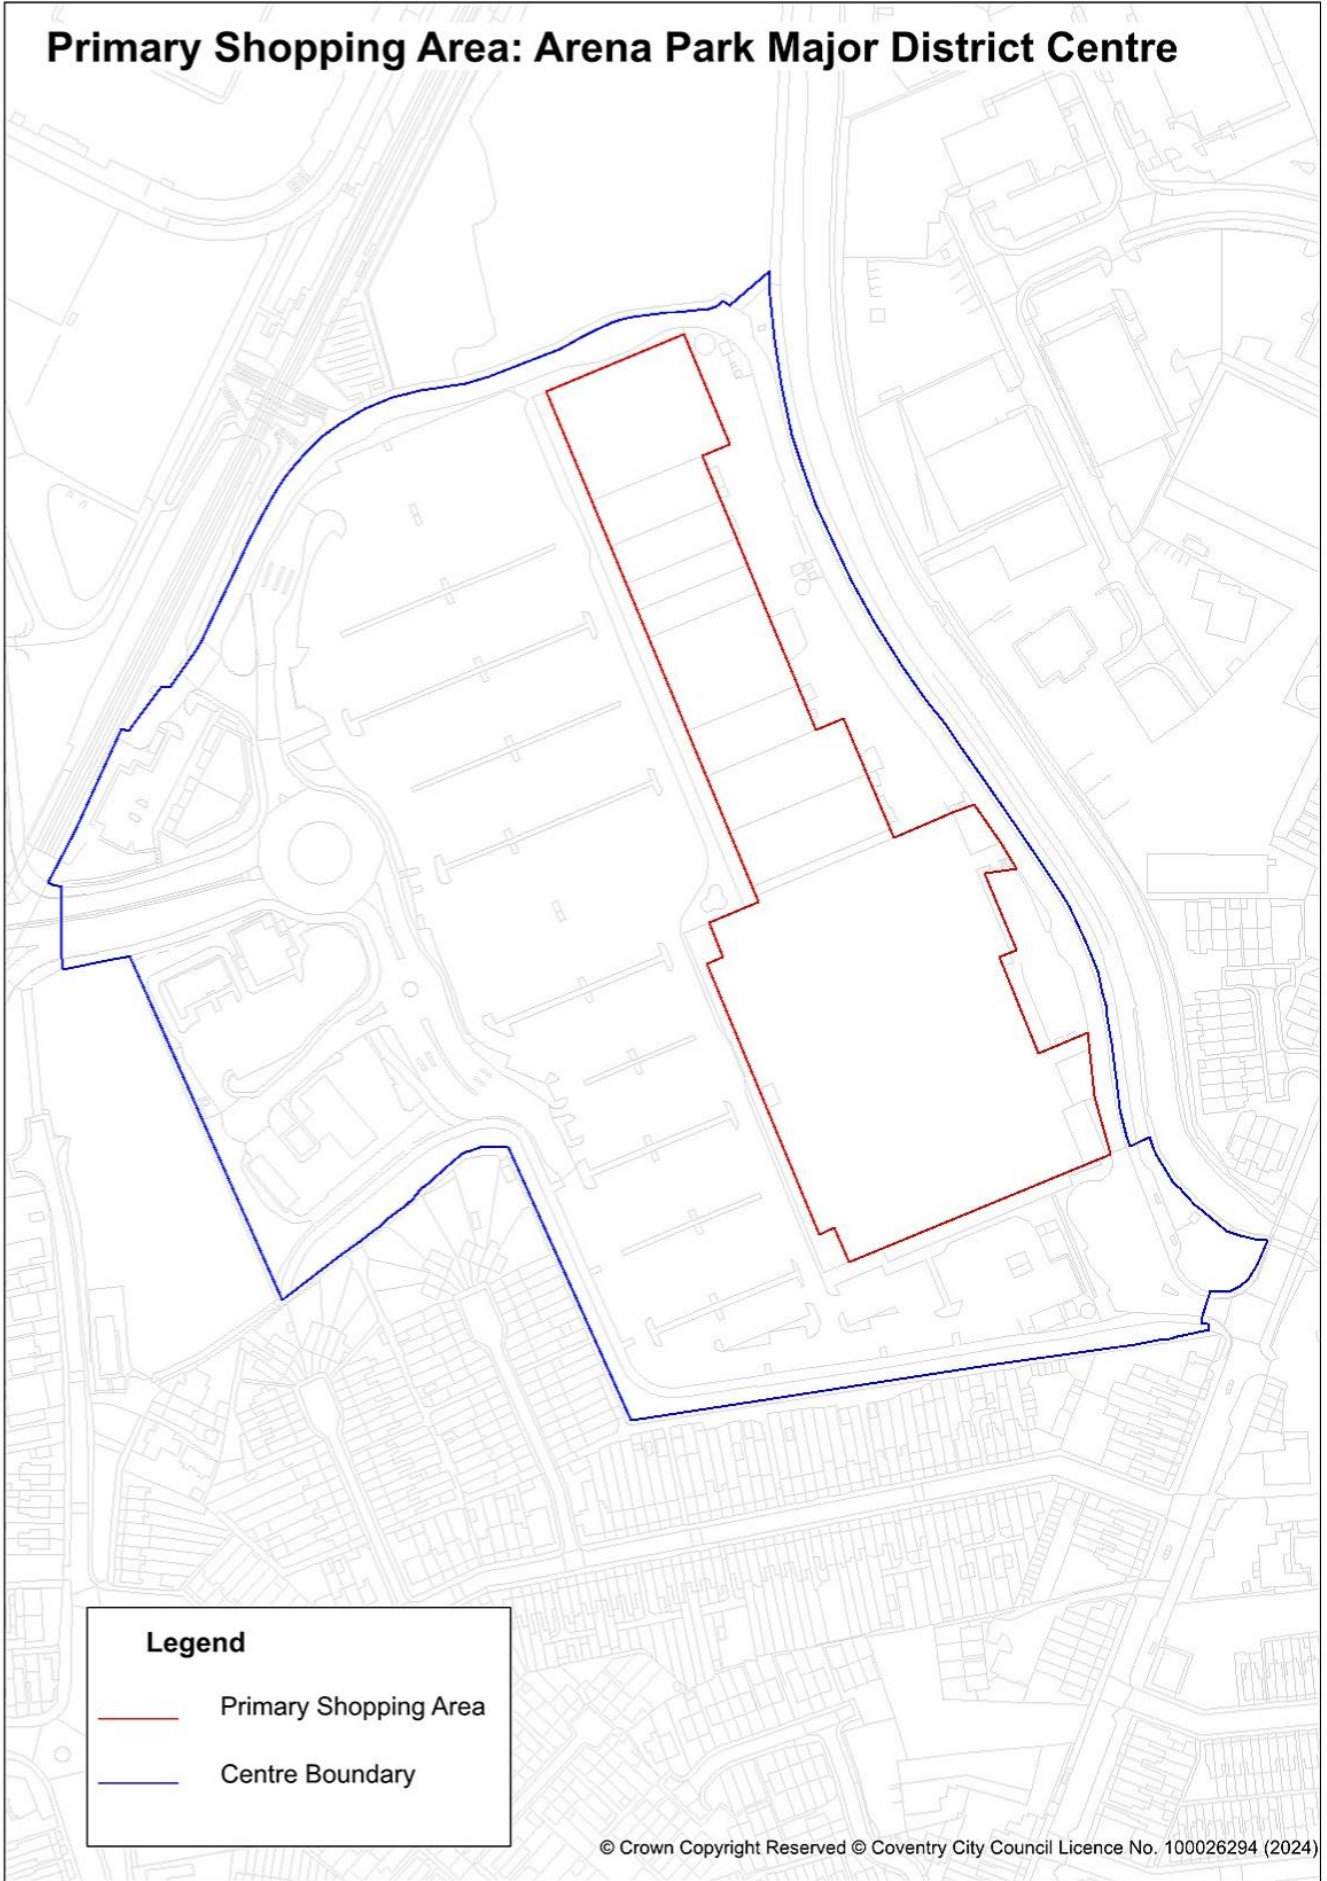 Primary Shopping Area: Arena Park Major District Centre
Legend
Primary Shopping Area
Centre Boundary
© Crown Copyright Reserved © Coventry City Council Licence No. 100026294 (2024)